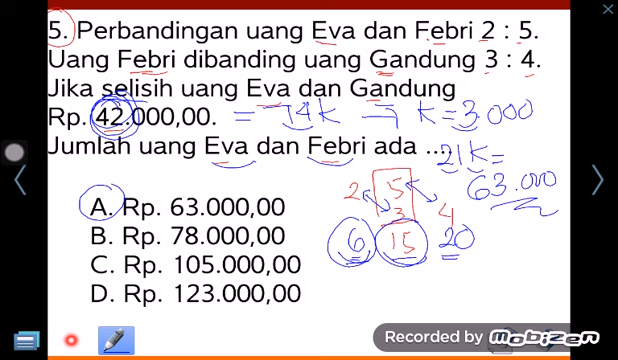 5. Perbandingan uang Eva dan Febri 2 : 5.
Uang Febri dibanding uang Gandung 3 : 4.
Jika selisih uang Eva dan Gandung
Rp. 42.000,00. = 14k → k = 3.000
Jumlah uang Eva dan Febri ada ....
21k =
63.000
A. Rp. 63.000,00
B. Rp. 78.000,00
C. Rp. 105.000,00
D. Rp. 123.000,00
2 5
3 4
6 15 20
Recorded by
mobizen